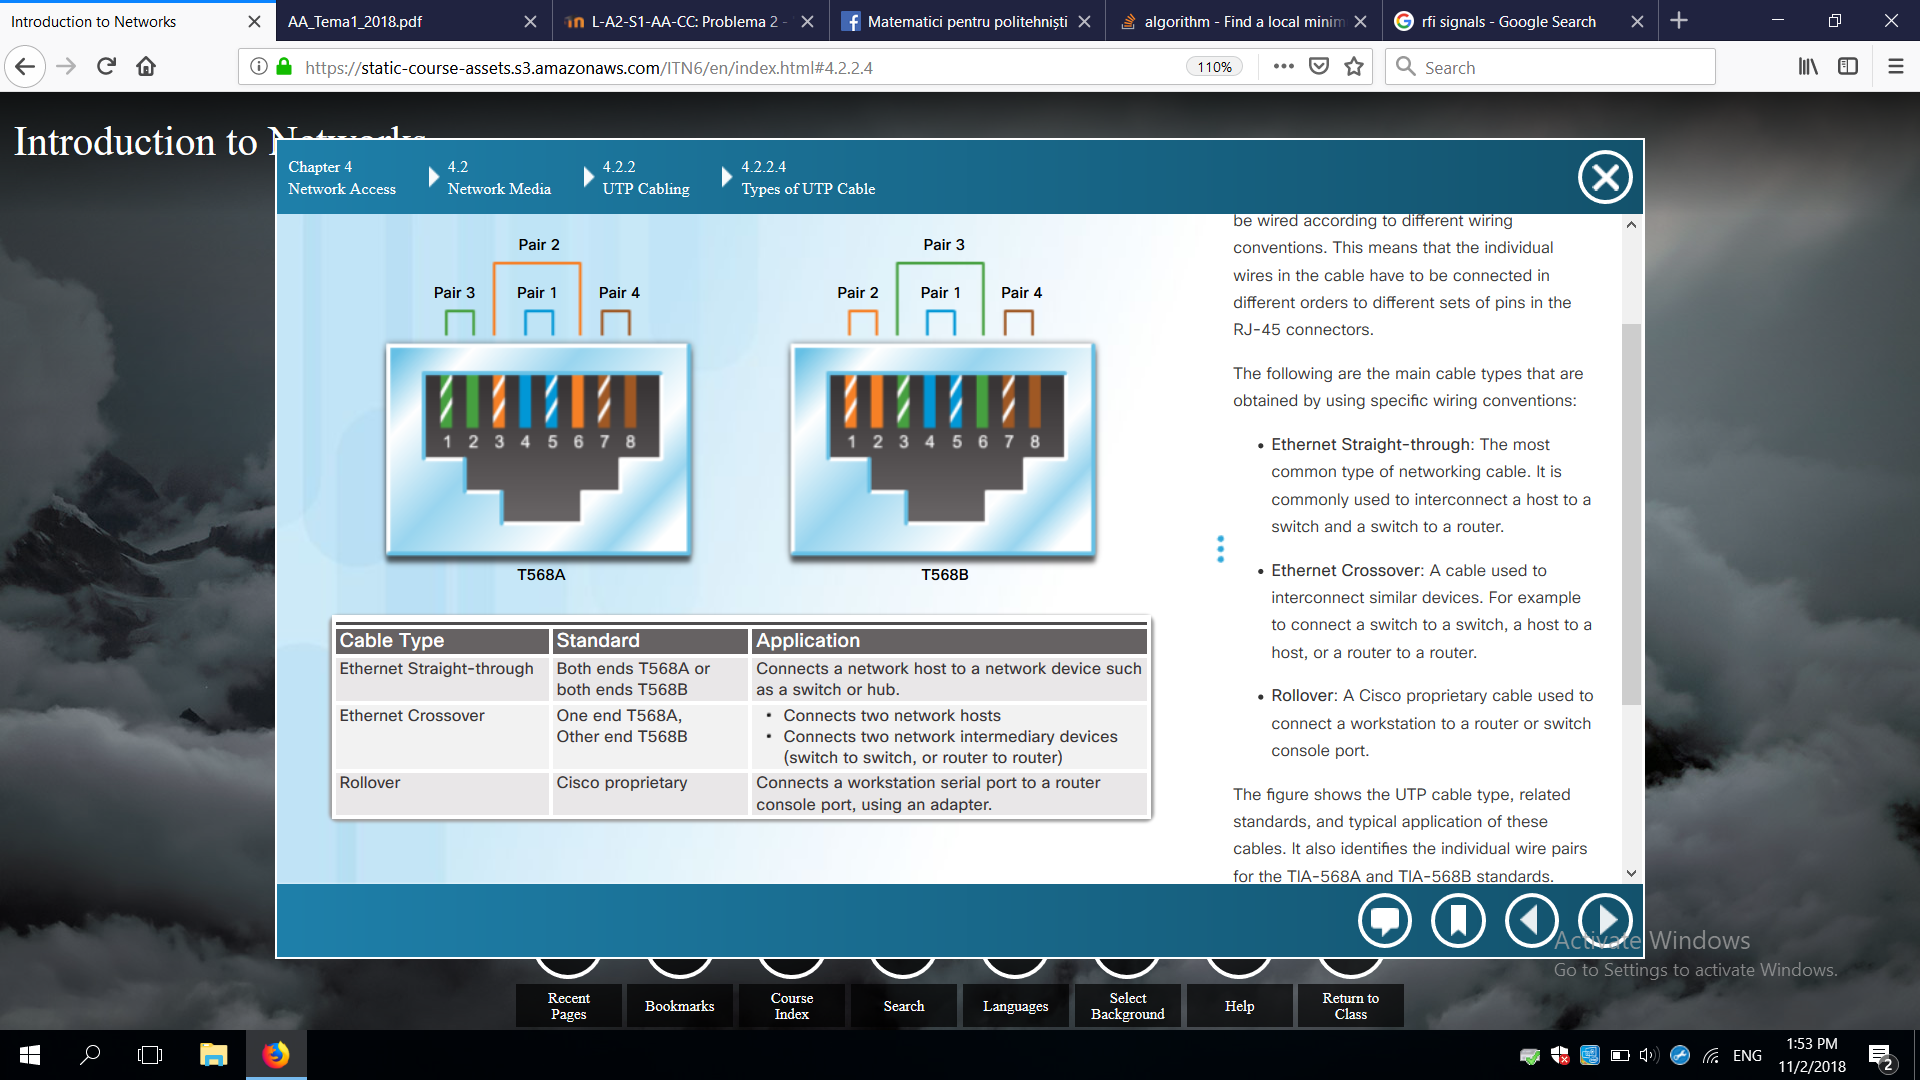 Introduction to Networks
AA_Tema1_2018.pdf
L-A2-S1-AA-CC: Problema 2 -
Matematici pentru politehniști
algorithm - Find a local minim
rfi signals - Google Search
https://static-course-assets.s3.amazonaws.com/ITN6/en/index.html#4.2.2.4
110%
Search
Introduction to Networks
Chapter 4
Network Access
4.2
Network Media
4.2.2
UTP Cabling
4.2.2.4
Types of UTP Cable
Pair 2
Pair 3
Pair 1
Pair 4
1 2 3 4 5 6 7 8
T568A
Pair 3
Pair 2
Pair 1
Pair 4
1 2 3 4 5 6 7 8
T568B
Cable Type
Standard
Application
Ethernet Straight-through
Both ends T568A or
both ends T568B
Connects a network host to a network device such
as a switch or hub.
Ethernet Crossover
One end T568A,
Other end T568B
• Connects two network hosts
• Connects two network intermediary devices
(switch to switch, or router to router)
Rollover
Cisco proprietary
Connects a workstation serial port to a router
console port, using an adapter.
be wired according to different wiring
conventions. This means that the individual
wires in the cable have to be connected in
different orders to different sets of pins in the
RJ-45 connectors.
The following are the main cable types that are
obtained by using specific wiring conventions:
• Ethernet Straight-through: The most
common type of networking cable. It is
commonly used to interconnect a host to a
switch and a switch to a router.
• Ethernet Crossover: A cable used to
interconnect similar devices. For example
to connect a switch to a switch, a host to a
host, or a router to a router.
• Rollover: A Cisco proprietary cable used to
connect a workstation to a router or switch
console port.
The figure shows the UTP cable type, related
standards, and typical application of these
cables. It also identifies the individual wire pairs
for the TIA-568A and TIA-568B standards.
Activate Windows
Go to Settings to activate Windows.
Recent
Pages
Bookmarks
Course
Index
Search
Languages
Select
Background
Help
Return to
Class
ENG
1:53 PM
11/2/2018
2